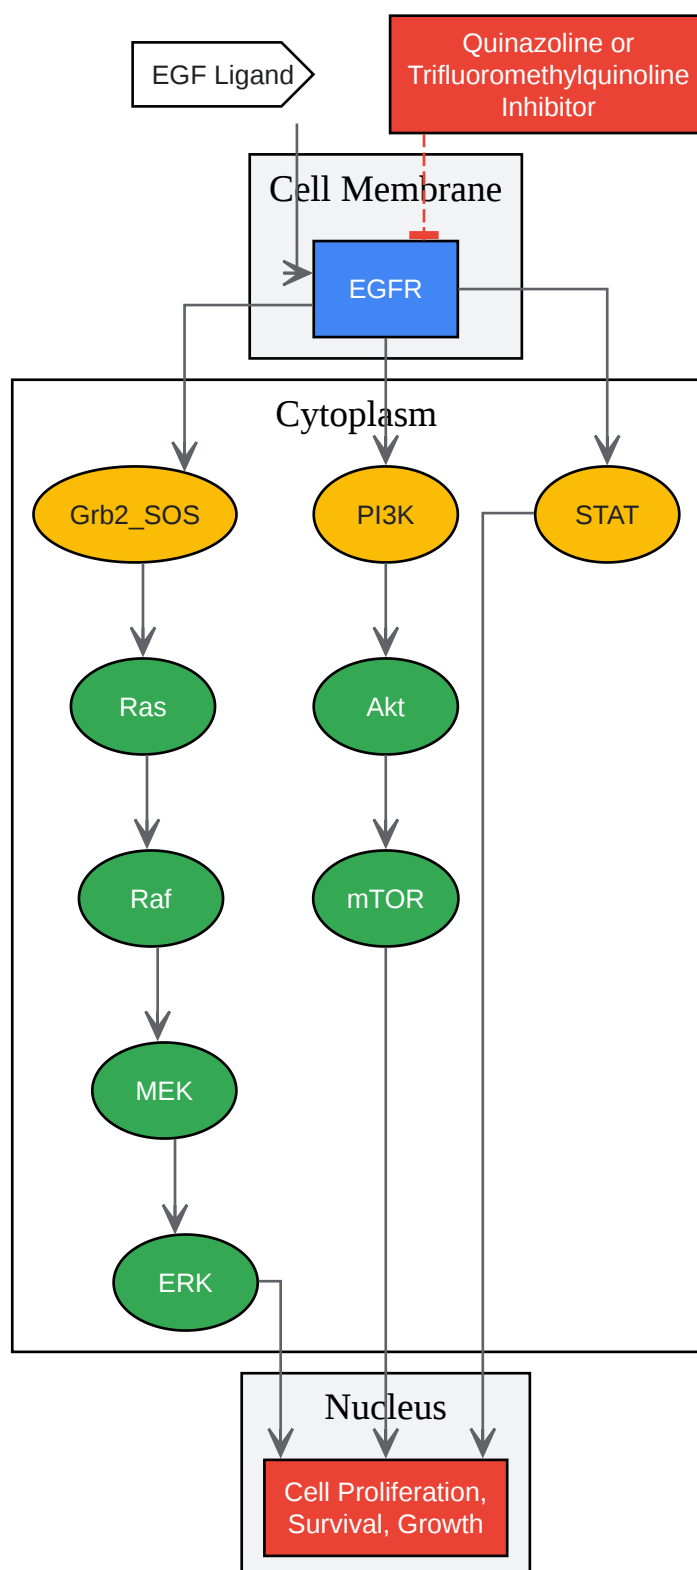 EGF Ligand
Quinazoline or
Trifluoromethylquinoline
Inhibitor
Cell Membrane
EGFR
Cytoplasm
Grb2_SOS
PI3K
STAT
Ras
Akt
Raf
mTOR
MEK
ERK
Nucleus
Cell Proliferation,
Survival, Growth